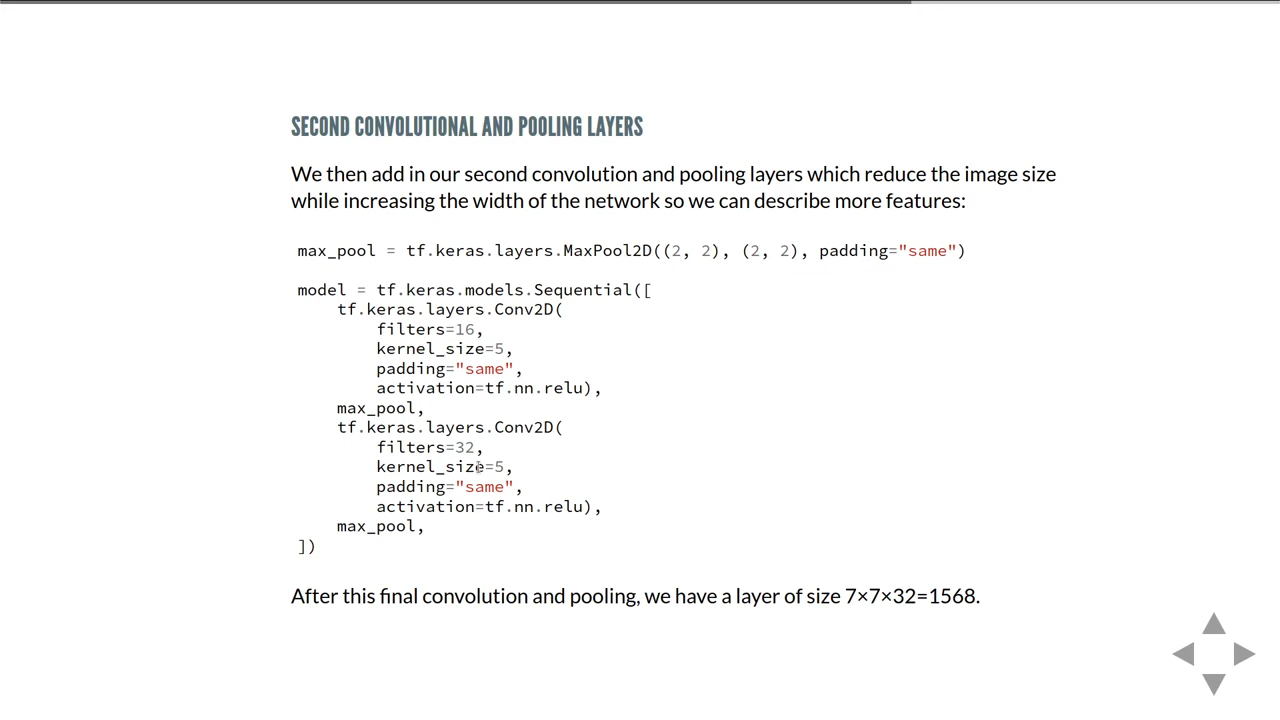 SECOND CONVOLUTIONAL AND POOLING LAYERS
We then add in our second convolution and pooling layers which reduce the image size
while increasing the width of the network so we can describe more features:
max_pool = tf.keras.layers.MaxPool2D((2, 2), (2, 2), padding="same")
model = tf.keras.models.Sequential([
    tf.keras.layers.Conv2D(
        filters=16,
        kernel_size=5,
        padding="same",
        activation=tf.nn.relu),
    max_pool,
    tf.keras.layers.Conv2D(
        filters=32,
        kernel_size=5,
        padding="same",
        activation=tf.nn.relu),
    max_pool,
])
After this final convolution and pooling, we have a layer of size 7×7×32=1568.